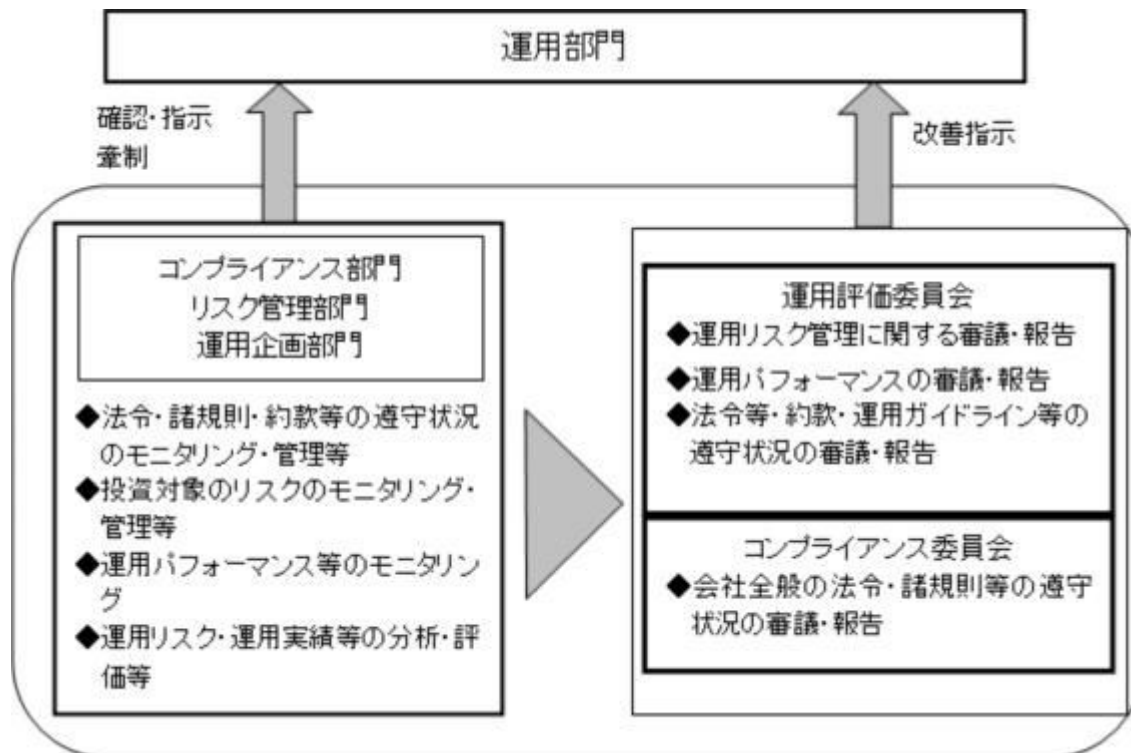 運用部門
確認・指示
牽制
改善指示
コンプライアンス部門
リスク管理部門
運用企画部門
◆法令・諸規則・約款等の遵守状況
のモニタリング・管理等
◆投資対象のリスクのモニタリング・
管理等
◆運用パフォーマンス等のモニタリン
グ
◆運用リスク・運用実績等の分析・評
価等
運用評価委員会
◆運用リスク管理に関する審議・報告
◆運用パフォーマンスの審議・報告
◆法令等・約款・運用ガイドライン等の
遵守状況の審議・報告
コンプライアンス委員会
◆会社全般の法令・諸規則等の遵守
状況の審議・報告